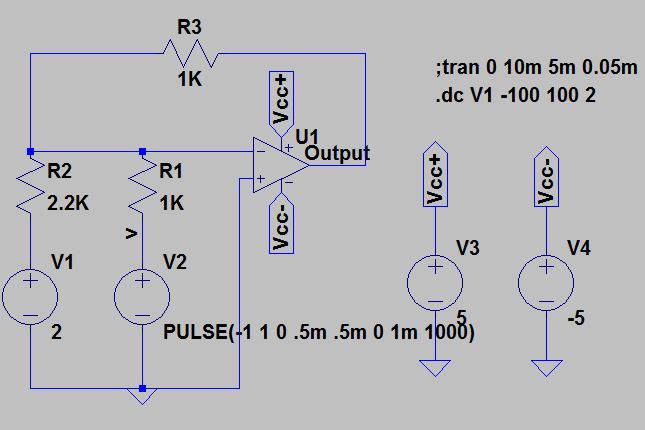 R3
1K
;tran 0 10m 5m 0.05m
.dc V1 -100 100 2
Vcc+
U1
Output
R2
2.2K
R1
1K
Vcc-
Vcc+
Vcc-
v
V1
2
V2
PULSE(-1 1 0 .5m .5m 0 1m 1000)
V3
5
V4
-5